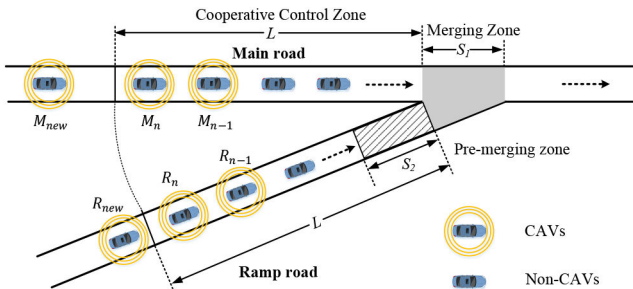 Cooperative Control Zone
Merging Zone
L
S₁
Main road
Mnew
Mn
Mn−1
Rn−1
Rn
Rnew
Pre-merging zone
S₂
L
Ramp road
CAVs
Non-CAVs